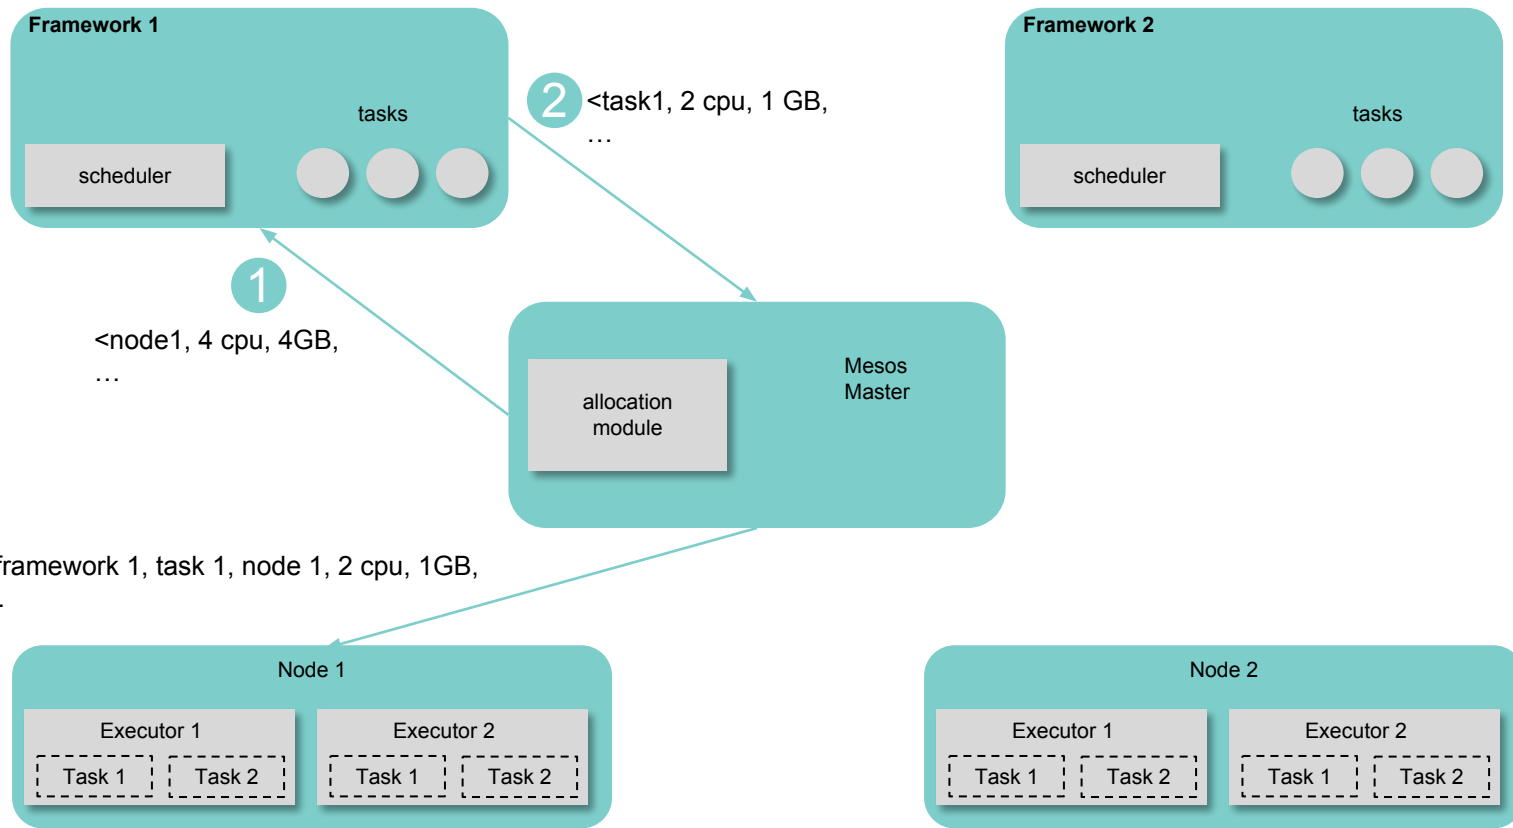 Framework 1
Framework 2
2
<task1, 2 cpu, 1 GB,
…
tasks
tasks
scheduler
scheduler
1
<node1, 4 cpu, 4GB,
…
Mesos
Master
allocation
module
framework 1, task 1, node 1, 2 cpu, 1GB,
Node 1
Node 2
Executor 1
Executor 2
Executor 1
Executor 2
Task 1
Task 2
Task 1
Task 2
Task 1
Task 2
Task 1
Task 2